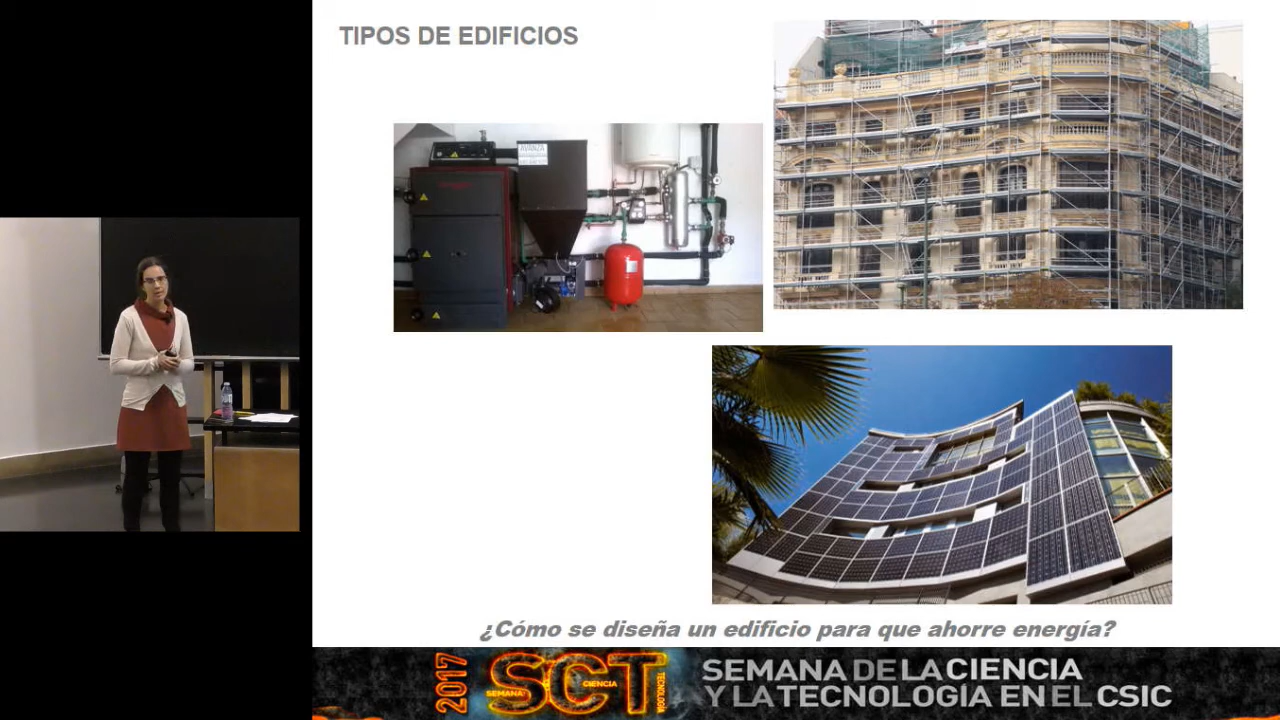 TIPOS DE EDIFICIOS
AVANZA
¿Cómo se diseña un edificio para que ahorre energía?
2017
SCT
SEMANA
CIENCIA
TECNOLOGÍA
SEMANA DE LA CIENCIA
Y LA TECNOLOGÍA EN EL CSIC